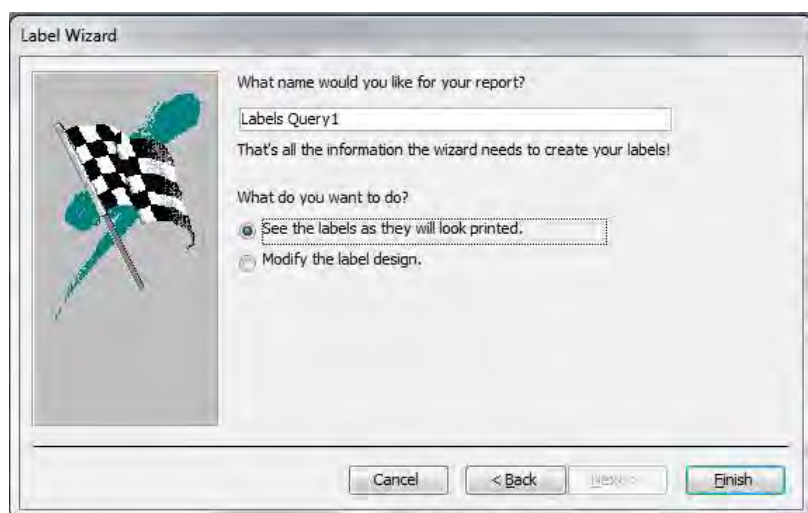 Label Wizard
What name would you like for your report?
Labels Query1
That's all the information the wizard needs to create your labels!
What do you want to do?
See the labels as they will look printed.
Modify the label design.
Cancel < Back Next > Finish